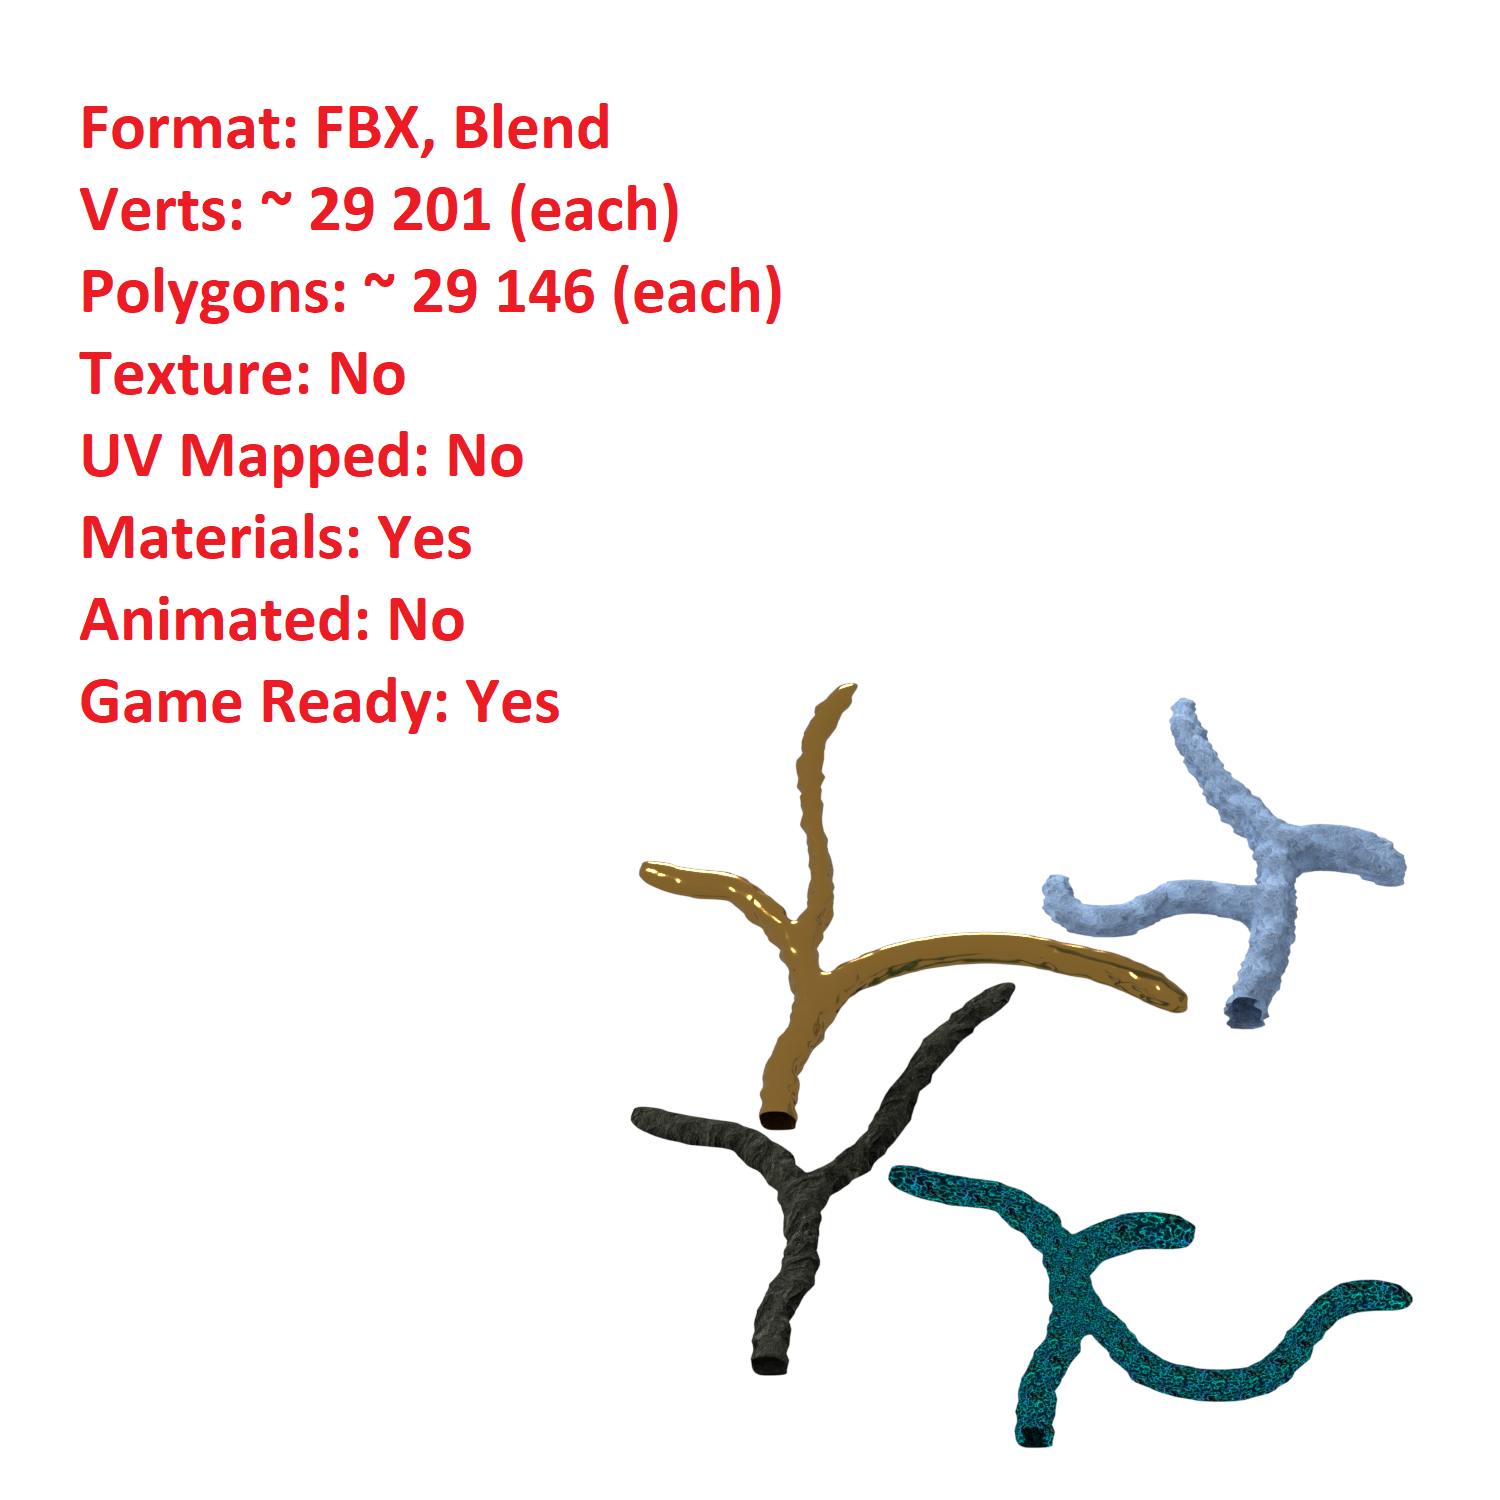 Format: FBX, Blend
Verts: ~ 29 201 (each)
Polygons: ~ 29 146 (each)
Texture: No
UV Mapped: No
Materials: Yes
Animated: No
Game Ready: Yes